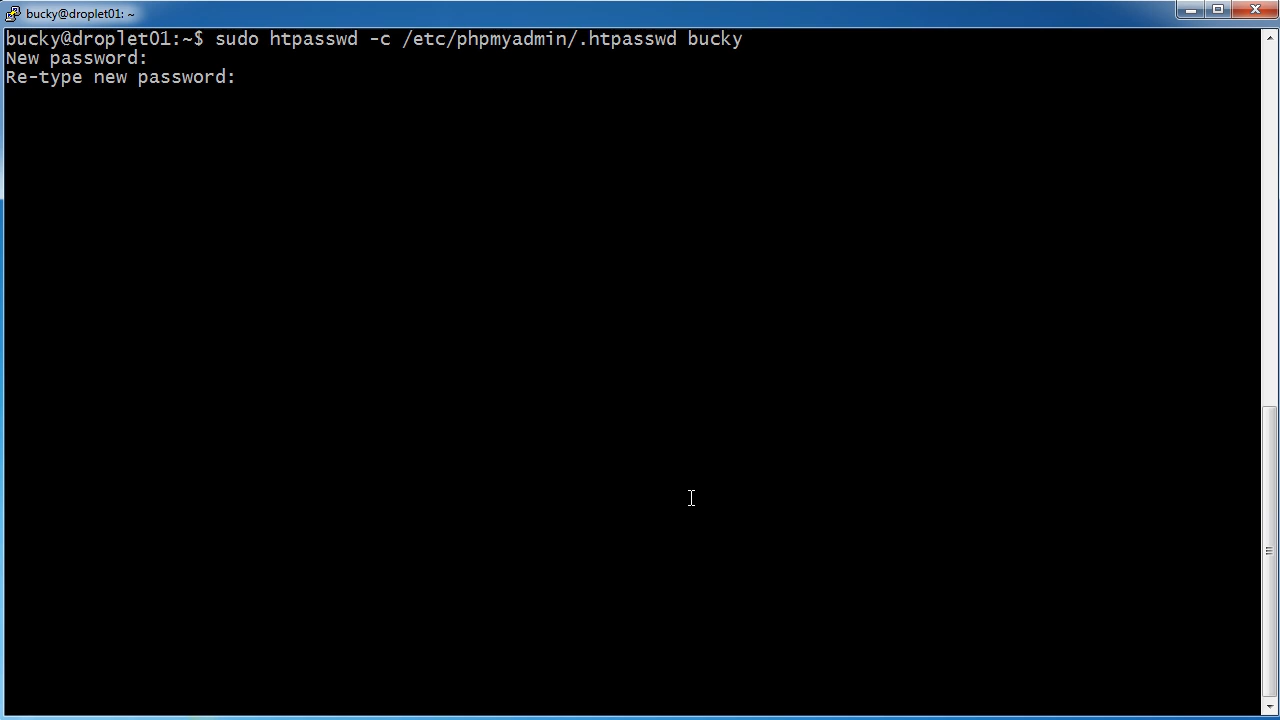 bucky@droplet01: ~
bucky@droplet01:~$ sudo htpasswd -c /etc/phpmyadmin/.htpasswd bucky
New password:
Re-type new password: